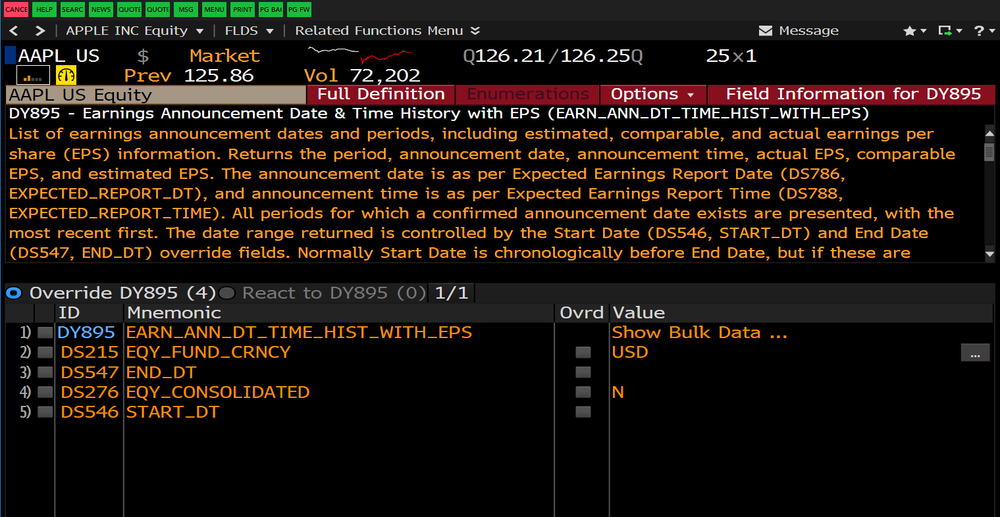 CANCE HELP SEARC NEWS QUOTE QUOTE MSG MENU PRINT PG BAC PG FW
< > APPLE INC Equity FLDS Related Functions Menu Message ?
AAPL US $ Market Q126.21/126.25Q 25x1
Prev 125.86 Vol 72,202
AAPL US Equity Full Definition Enumerations Options Field Information for DY895
DY895 - Earnings Announcement Date & Time History with EPS (EARN_ANN_DT_TIME_HIST_WITH_EPS)
List of earnings announcement dates and periods, including estimated, comparable, and actual earnings per
share (EPS) information. Returns the period, announcement date, announcement time, actual EPS, comparable
EPS, and estimated EPS. The announcement date is as per Expected Earnings Report Date (DS786,
EXPECTED_REPORT_DT), and announcement time is as per Expected Earnings Report Time (DS788,
EXPECTED_REPORT_TIME). All periods for which a confirmed announcement date exists are presented, with the
most recent first. The date range returned is controlled by the Start Date (DS546, START_DT) and End Date
(DS547, END_DT) override fields. Normally Start Date is chronologically before End Date, but if these are
Override DY895 (4) React to DY895 (0) 1/1
ID Mnemonic Ovrd Value
1) DY895 EARN_ANN_DT_TIME_HIST_WITH_EPS Show Bulk Data ...
2) DS215 EQY_FUND_CRNCY USD ...
3) DS547 END_DT
4) DS276 EQY_CONSOLIDATED N
5) DS546 START_DT